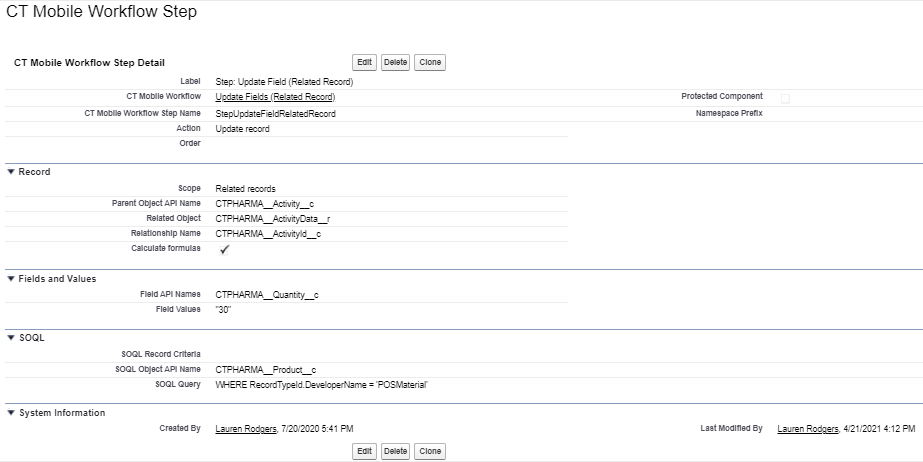 CT Mobile Workflow Step
CT Mobile Workflow Step Detail Edit Delete Clone
Label Step: Update Field (Related Record)
CT Mobile Workflow Update Fields (Related Record) Protected Component
CT Mobile Workflow Step Name StepUpdateFieldRelatedRecord Namespace Prefix
Action Update record
Order
Record
Scope Related records
Parent Object API Name CTPHARMA__Activity__c
Related Object CTPHARMA__ActivityData__r
Relationship Name CTPHARMA__ActivityId__c
Calculate formulas
Fields and Values
Field API Names CTPHARMA__Quantity__c
Field Values "30"
SOQL
SOQL Record Criteria
SOQL Object API Name CTPHARMA__Product__c
SOQL Query WHERE RecordTypeId.DeveloperName = 'POSMaterial'
System Information
Created By Lauren Rodgers, 7/20/2020 5:41 PM Last Modified By Lauren Rodgers, 4/21/2021 4:12 PM
Edit Delete Clone